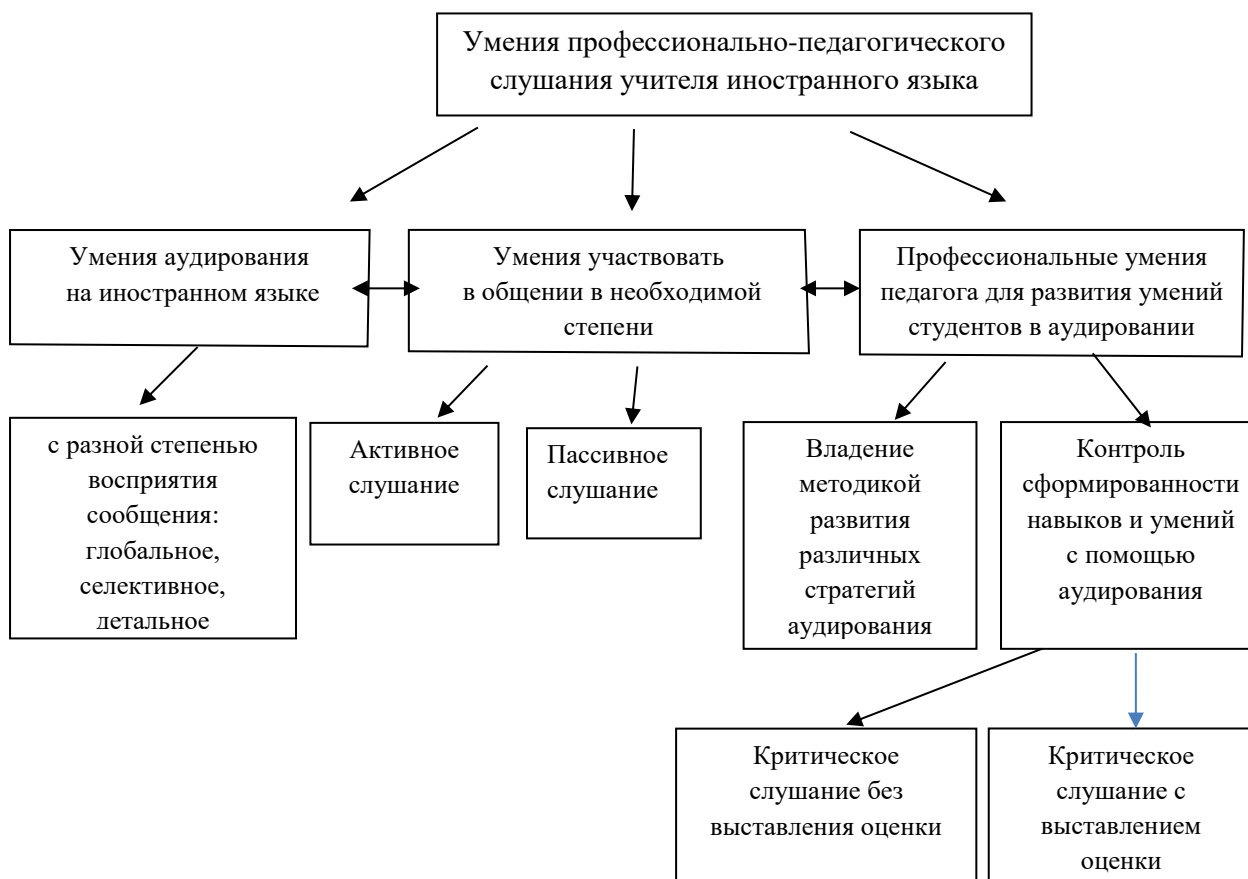 Умения профессионально-педагогического
слушания учителя иностранного языка
Умения аудирования
на иностранном языке
Умения участвовать
в общении в необходимой
степени
Профессиональные умения
педагога для развития умений
студентов в аудировании
с разной степенью
восприятия
сообщения:
глобальное,
селективное,
детальное
Активное
слушание
Пассивное
слушание
Владение
методикой
развития
различных
стратегий
аудирования
Контроль
сформированности
навыков и умений
с помощью
аудирования
Критическое
слушание без
выставления оценки
Критическое
слушание с
выставлением
оценки